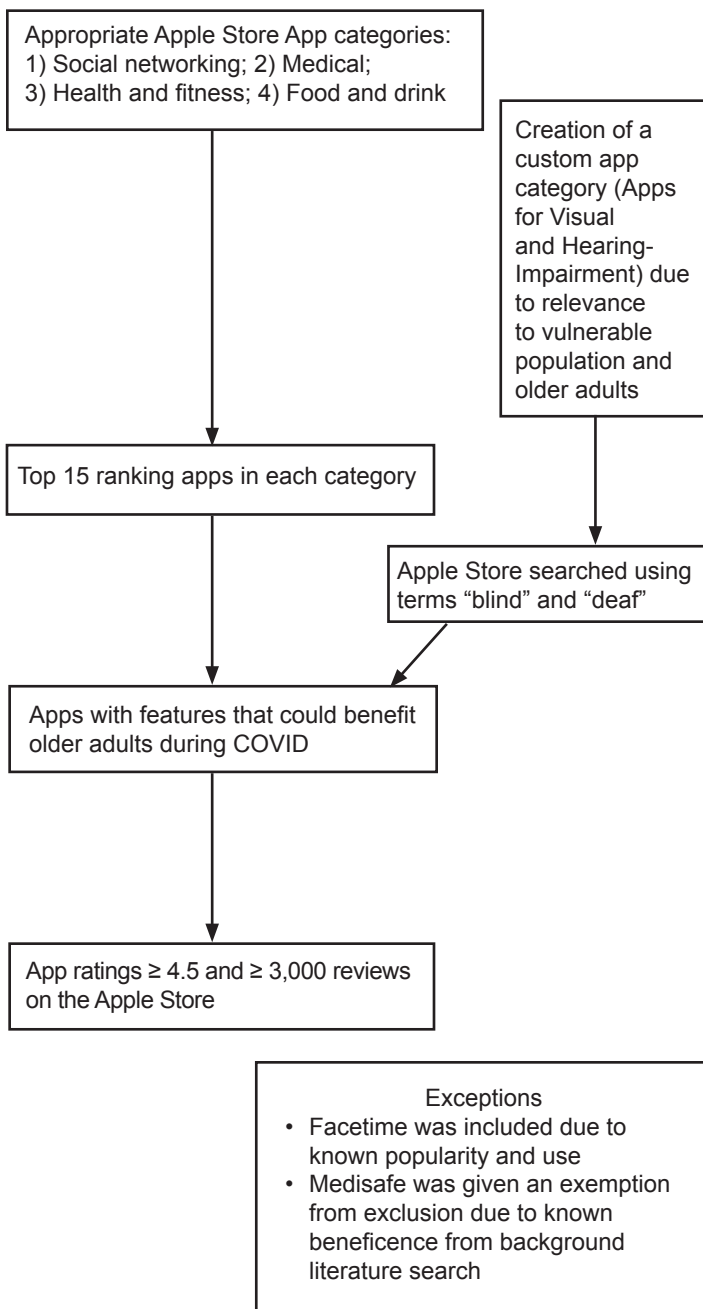 Appropriate Apple Store App categories:
1) Social networking; 2) Medical;
3) Health and fitness; 4) Food and drink
Creation of a
custom app
category (Apps
for Visual
and Hearing-
Impairment) due
to relevance
to vulnerable
population and
older adults
Top 15 ranking apps in each category
Apple Store searched using
terms “blind” and “deaf”
Apps with features that could benefit
older adults during COVID
App ratings ≥ 4.5 and ≥ 3,000 reviews
on the Apple Store
Exceptions
• Facetime was included due to
known popularity and use
• Medisafe was given an exemption
from exclusion due to known
beneficence from background
literature search